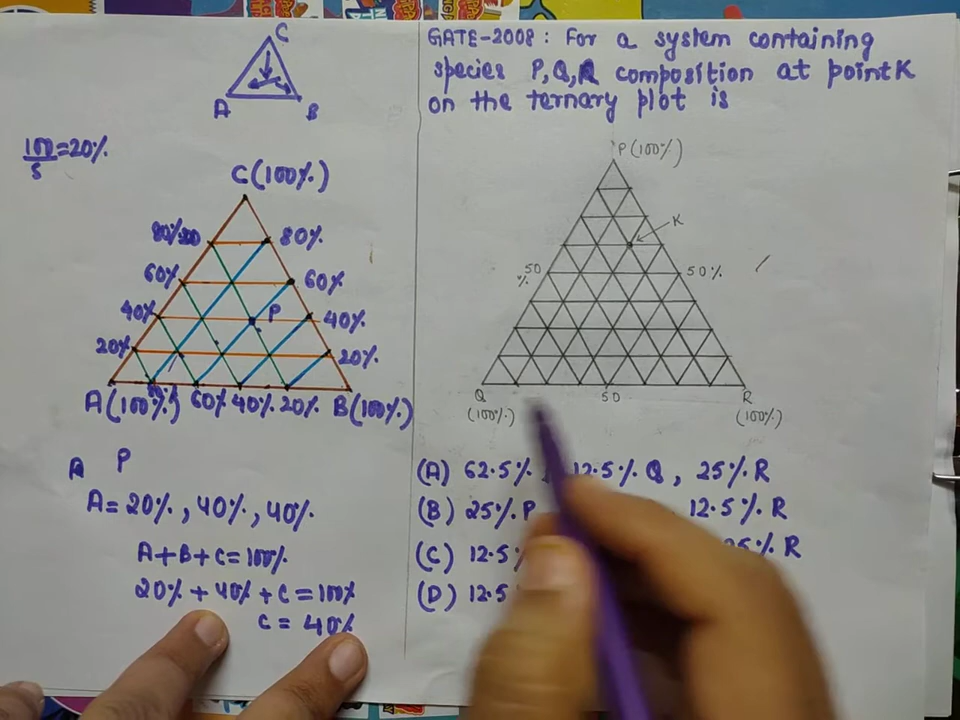 C
A
B
100/5=20%
C(100%)
80%
80%
60%
60%
40%
P
40%
20%
20%
A(100%) 60% 40% 20% B(100%)
A P
A=20%, 40%, 40%
A+B+C=100%
20% + 40% + C = 100%
C = 40%
GATE-2008: For a system containing
species P,Q,R composition at point K
on the ternary plot is
P(100%)
K
50
%
50%
Q
50
R
(100%)
(100%)
(A) 62.5% 12.5% Q, 25% R
(B) 25% P 12.5% R
(C) 12.5% 25% R
(D) 12.5